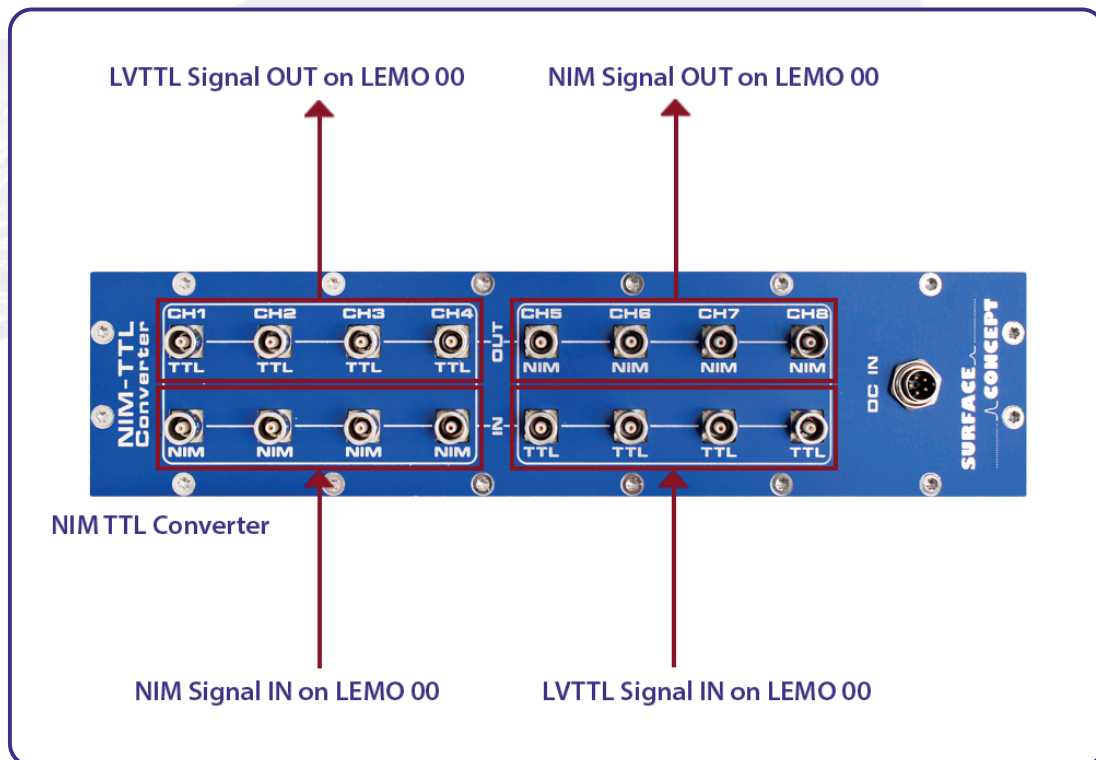 LVTTL Signal OUT on LEMO 00
NIM Signal OUT on LEMO 00
NIM-TTL
Converter
CH1 CH2 CH3 CH4
TTL TTL TTL TTL
OUT
CH5 CH6 CH7 CH8
NIM NIM NIM NIM
NIM NIM NIM NIM
IN
TTL TTL TTL TTL
DC IN
SURFACE
CONCEPT
NIM TTL Converter
NIM Signal IN on LEMO 00
LVTTL Signal IN on LEMO 00